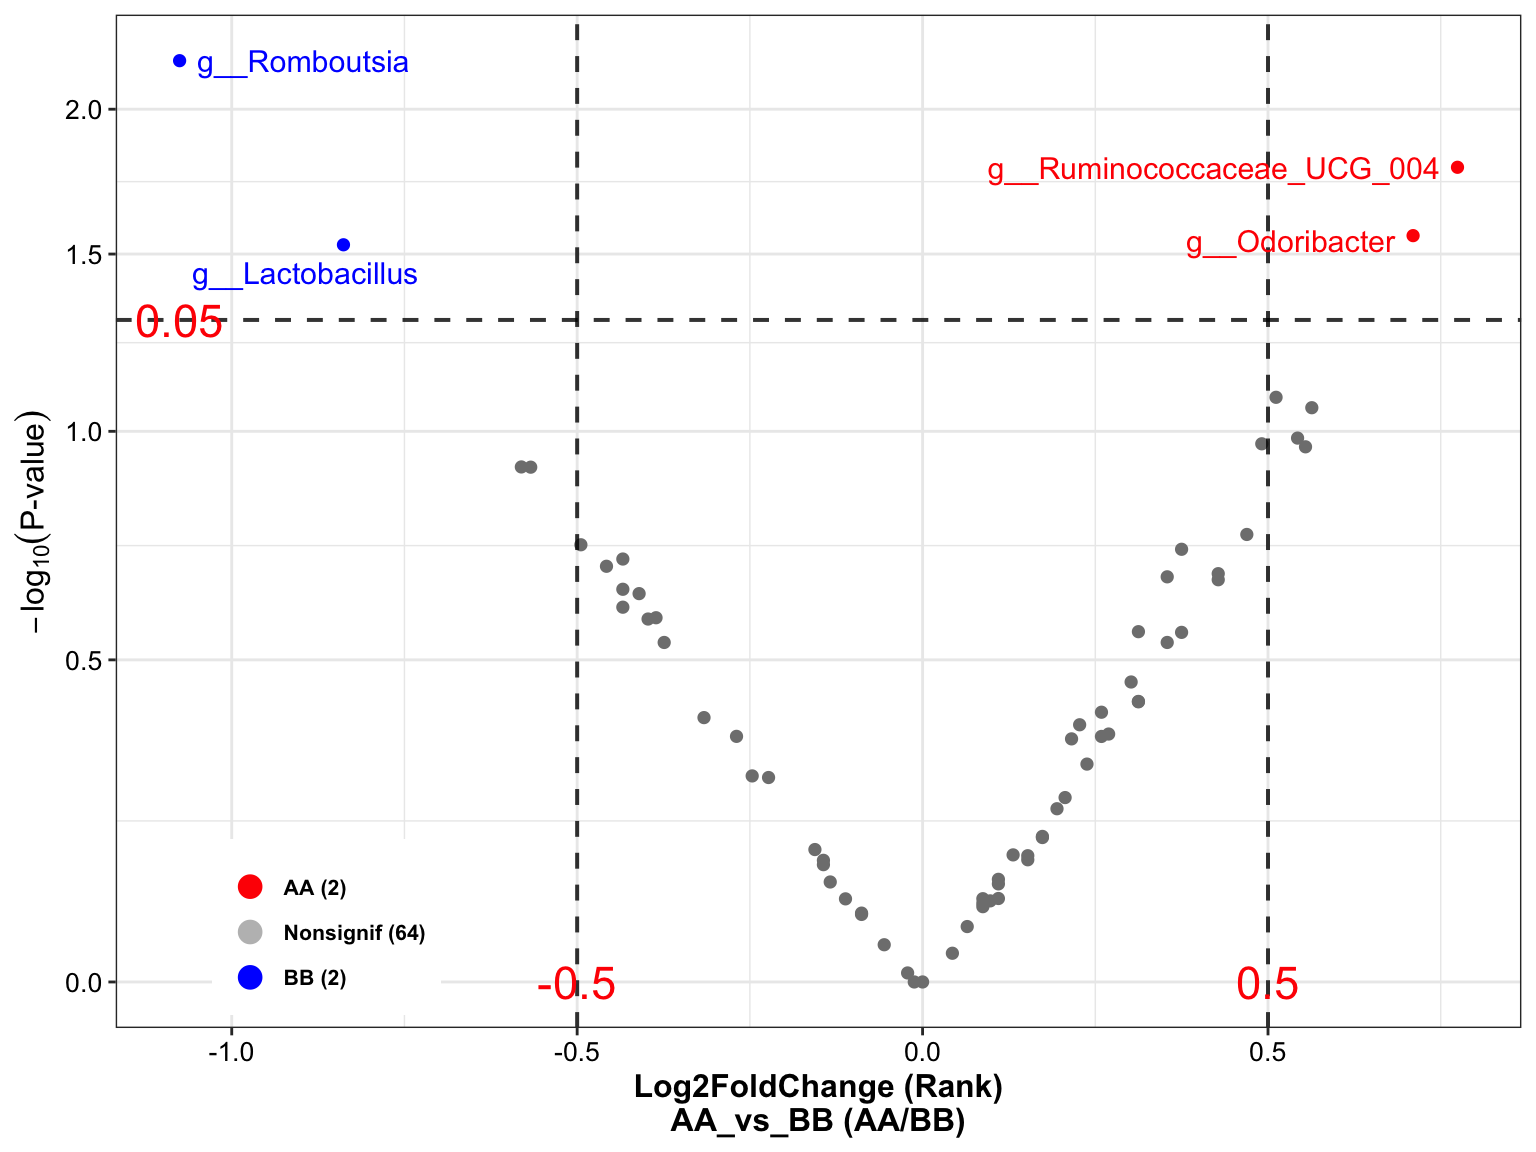 g__Romboutsia
2.0
g__Ruminococcaceae_UCG_004
g__Odoribacter
1.5
g__Lactobacillus
0.05
−log10(P-value)
1.0
0.5
AA (2)
Nonsignif (64)
BB (2)
0.0
-0.5
0.5
-1.0
-0.5
0.0
0.5
Log2FoldChange (Rank)
AA_vs_BB (AA/BB)